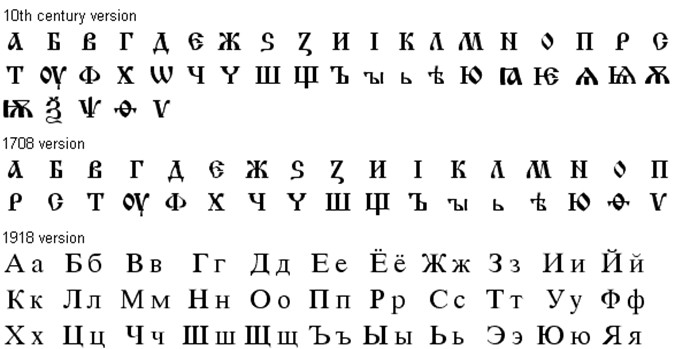 10th century version
А Б В Г Д Є Ж Ѕ Ꙁ И І К Л М N О П Р С
Т Оу Ф Х Ѡ Ч Ү Ш Щ Ъ ы ь ѣ Ю Ꙗ Ѥ Ѧ Ѩ Ѫ
Ѭ Ѯ Ѱ Ѳ Ѵ
1708 version
А Б В Г Д Є Ж Ѕ Ꙁ И І К Л М N О П
Р С Т Оу Ф Х Ч Ү Ш Щ Ъ ы ь ѣ Ю Ѳ Ѵ
1918 version
Аа Бб Вв Гг Дд Ее Ёё Жж Зз Ии Йй
Кк Лл Мм Нн Оо Пп Рр Сс Тт Уу Фф
Хх Цц Чч Шш Щщ Ъъ Ыы Ьь Ээ Юю Яя